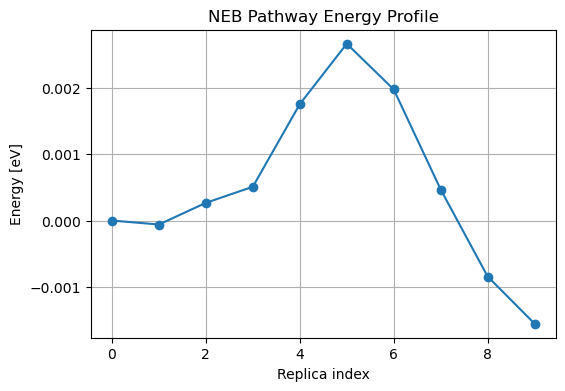 NEB Pathway Energy Profile
Energy [eV]
0.002
0.001
0.000
−0.001
0 2 4 6 8
Replica index